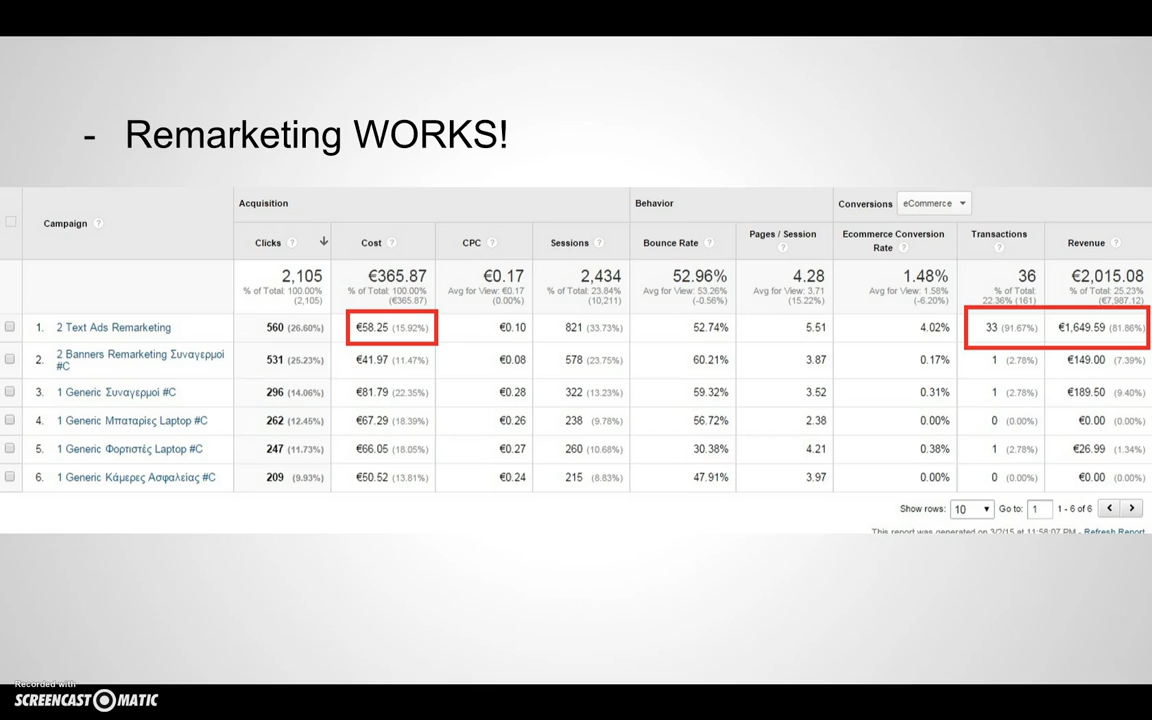 - Remarketing WORKS!
Acquisition Behavior Conversions eCommerce
Campaign Clicks Cost CPC Sessions Bounce Rate Pages / Session Ecommerce Conversion Rate Transactions Revenue
2,105 €365.87 €0.17 2,434 52.96% 4.28 1.48% 36 €2,015.08
% of Total: 100.00% % of Total: 100.00% Avg for View: €0.17 % of Total: 23.84% Avg for View: 53.26% Avg for View: 3.71 Avg for View: 1.58% % of Total: % of Total: 25.23%
(2,105) (€365.87) (0.00%) (10,211) (-0.56%) (15.22%) (-6.20%) 22.36% (161) (€7,987.12)
1. 2 Text Ads Remarketing 560 (26.60%) €58.25 (15.92%) €0.10 821 (33.73%) 52.74% 5.51 4.02% 33 (91.67%) €1,649.59 (81.86%)
2. 2 Banners Remarketing Συναγερμοί #C 531 (25.23%) €41.97 (11.47%) €0.08 578 (23.75%) 60.21% 3.87 0.17% 1 (2.78%) €149.00 (7.39%)
3. 1 Generic Συναγερμοί #C 296 (14.06%) €81.79 (22.35%) €0.28 322 (13.23%) 59.32% 3.52 0.31% 1 (2.78%) €189.50 (9.40%)
4. 1 Generic Μπαταρίες Laptop #C 262 (12.45%) €67.29 (18.39%) €0.26 238 (9.78%) 56.72% 2.38 0.00% 0 (0.00%) €0.00 (0.00%)
5. 1 Generic Φορτιστές Laptop #C 247 (11.73%) €66.05 (18.05%) €0.27 260 (10.68%) 30.38% 4.21 0.38% 1 (2.78%) €26.99 (1.34%)
6. 1 Generic Κάμερες Ασφαλείας #C 209 (9.93%) €50.52 (13.81%) €0.24 215 (8.83%) 47.91% 3.97 0.00% 0 (0.00%) €0.00 (0.00%)
Show rows: 10 Go to: 1 1 - 6 of 6
This report was generated on 3/2/15 at 11:58:07 PM - Refresh Report
Recorded with
SCREENCAST MATIC